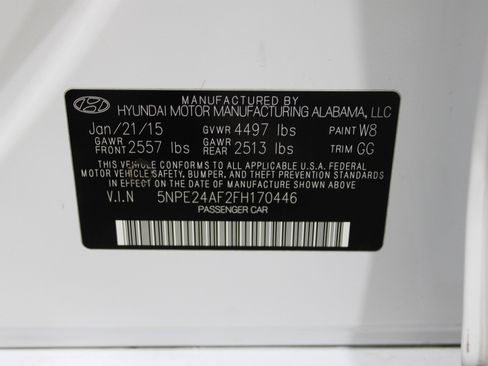 MANUFACTURED BY
HYUNDAI MOTOR MANUFACTURING ALABAMA, LLC
Jan/21/15 GVWR 4497 lbs PAINT W8
GAWR FRONT 2557 lbs GAWR REAR 2513 lbs TRIM GG
THIS VEHICLE CONFORMS TO ALL APPLICABLE U.S.A. FEDERAL
MOTOR VEHICLE SAFETY, BUMPER, AND THEFT PREVENTION STANDARDS
IN EFFECT ON THE DATE OF MANUFACTURE SHOWN ABOVE.
V.I.N 5NPE24AF2FH170446
PASSENGER CAR